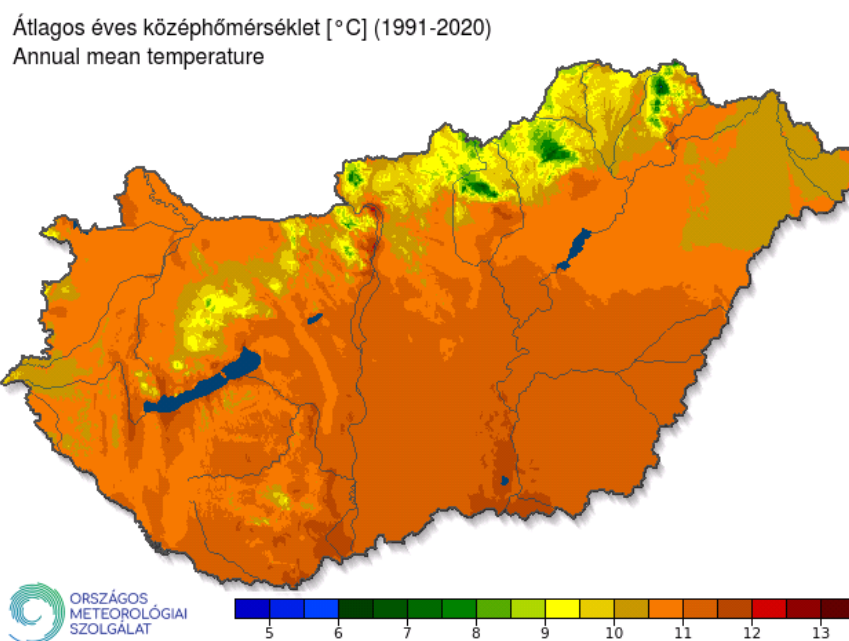 Átlagos éves középhőmérséklet [°C] (1991-2020)
Annual mean temperature
ORSZÁGOS
METEOROLÓGIAI
SZOLGÁLAT
5 6 7 8 9 10 11 12 13